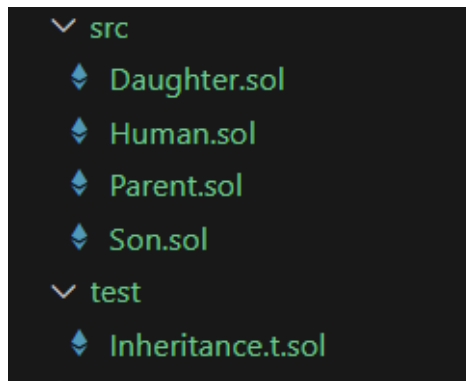 src
Daughter.sol
Human.sol
Parent.sol
Son.sol
test
Inheritance.t.sol